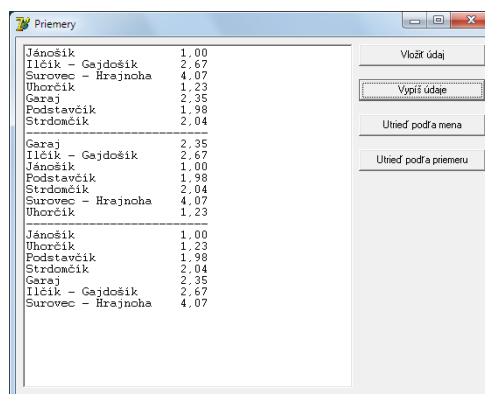 Priemery
Jánošík 1,00
Ilčík - Gajdošík 2,67
Surovec - Hrajnoha 4,07
Uhorčík 1,23
Garaj 2,35
Podstavčík 1,98
Strdomčík 2,04
-------------------------
Garaj 2,35
Ilčík - Gajdošík 2,67
Jánošík 1,00
Podstavčík 1,98
Strdomčík 2,04
Surovec - Hrajnoha 4,07
Uhorčík 1,23
-------------------------
Jánošík 1,00
Uhorčík 1,23
Podstavčík 1,98
Strdomčík 2,04
Garaj 2,35
Ilčík - Gajdošík 2,67
Surovec - Hrajnoha 4,07
Vložiť údaj
Vypíš údaje
Utrieď podľa mena
Utrieď podľa priemeru